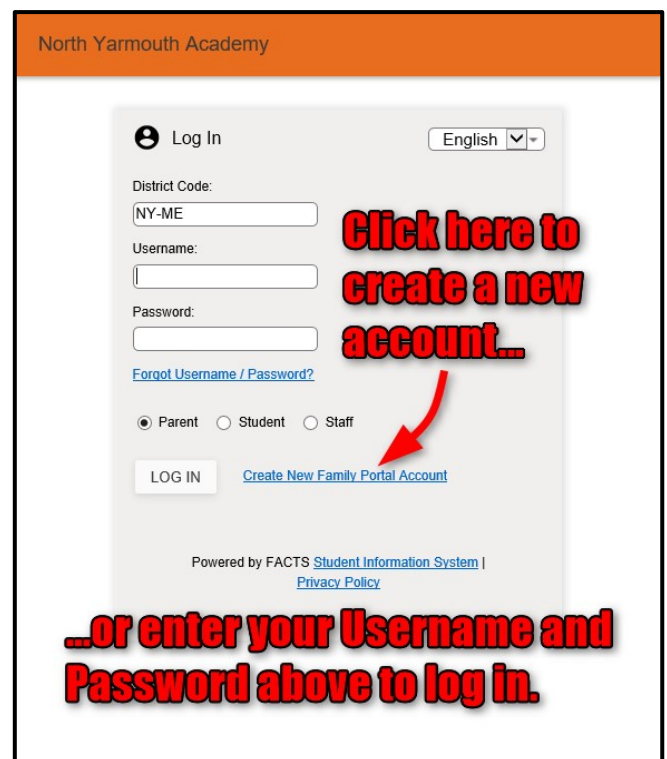 North Yarmouth Academy
Log In
English
District Code:
NY-ME
Username:
Password:
Forgot Username / Password?
Parent Student Staff
LOG IN Create New Family Portal Account
Click here to
create a new
account...
Powered by FACTS Student Information System |
Privacy Policy
...or enter your Username and
Password above to log in.